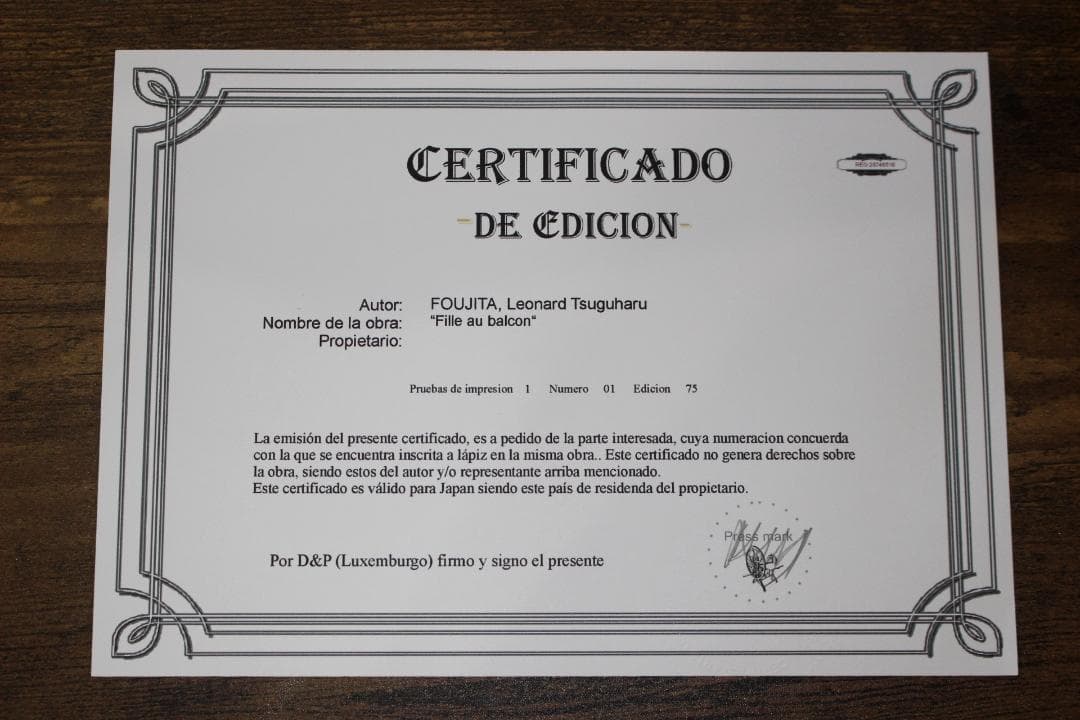 CERTIFICADO
-DE EDICION-
Autor: FOUJITA, Leonard Tsuguharu
Nombre de la obra: “Fille au balcon“
Propietario:
Pruebas de impresion 1 Numero 01 Edicion 75
La emisión del presente certificado, es a pedido de la parte interesada, cuya numeracion concuerda
con la que se encuentra inscrita a lápiz en la misma obra.. Este certificado no genera derechos sobre
la obra, siendo estos del autor y/o representante arriba mencionado.
Este certificado es válido para Japan siendo este país de residenda del propietario.
Press mark
Por D&P (Luxemburgo) firmo y signo el presente